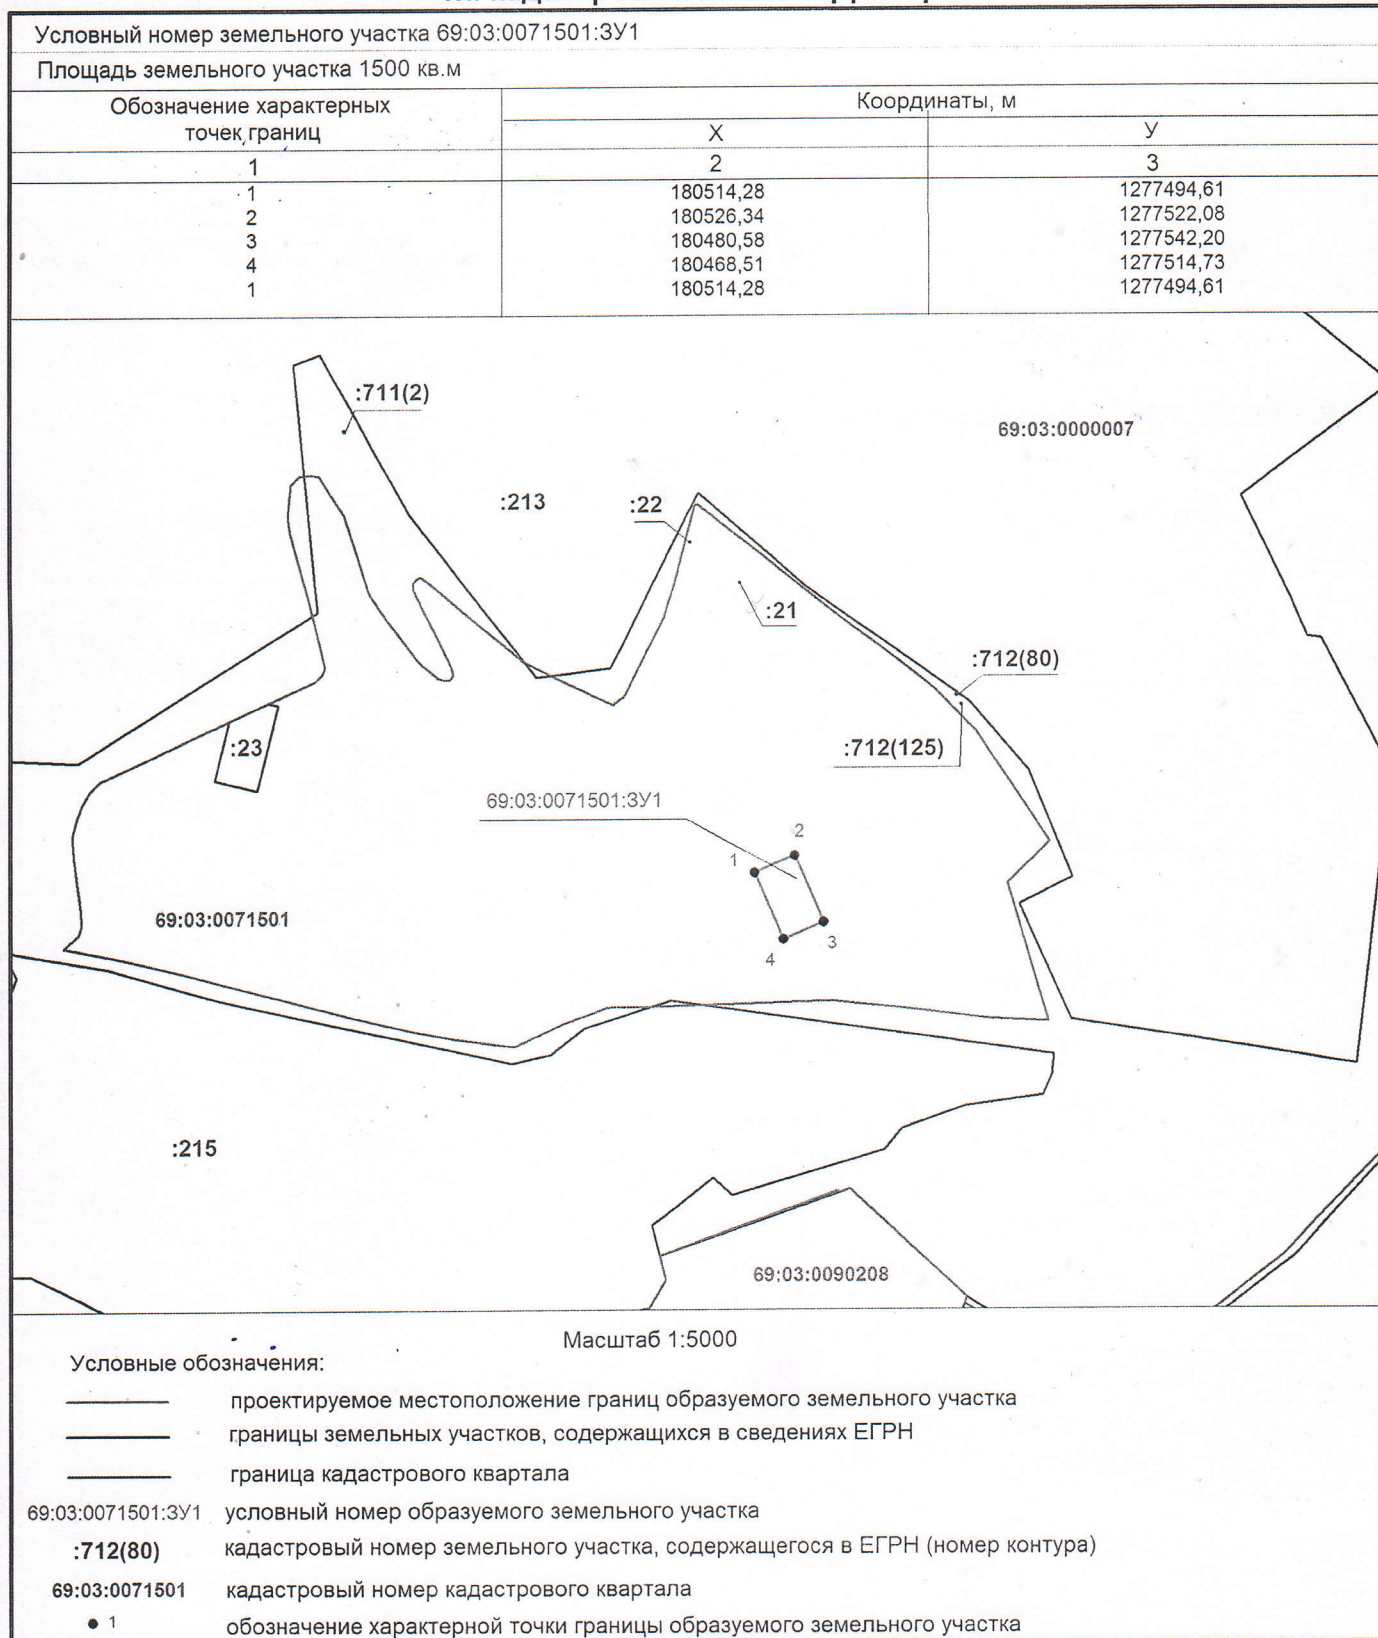 Условный номер земельного участка 69:03:0071501:ЗУ1
Площадь земельного участка 1500 кв.м
Обозначение характерных точек границ
Координаты, м
X
У
1
2
3
1 180514,28 1277494,61
2 180526,34 1277522,08
3 180480,58 1277542,20
4 180468,51 1277514,73
1 180514,28 1277494,61
:711(2)
69:03:0000007
:213
:22
:21
:712(80)
:23
:712(125)
69:03:0071501:ЗУ1
2
1
69:03:0071501
3
4
:215
69:03:0090208
Масштаб 1:5000
Условные обозначения:
проектируемое местоположение границ образуемого земельного участка
границы земельных участков, содержащихся в сведениях ЕГРН
граница кадастрового квартала
69:03:0071501:ЗУ1 условный номер образуемого земельного участка
:712(80) кадастровый номер земельного участка, содержащегося в ЕГРН (номер контура)
69:03:0071501 кадастровый номер кадастрового квартала
1 обозначение характерной точки границы образуемого земельного участка